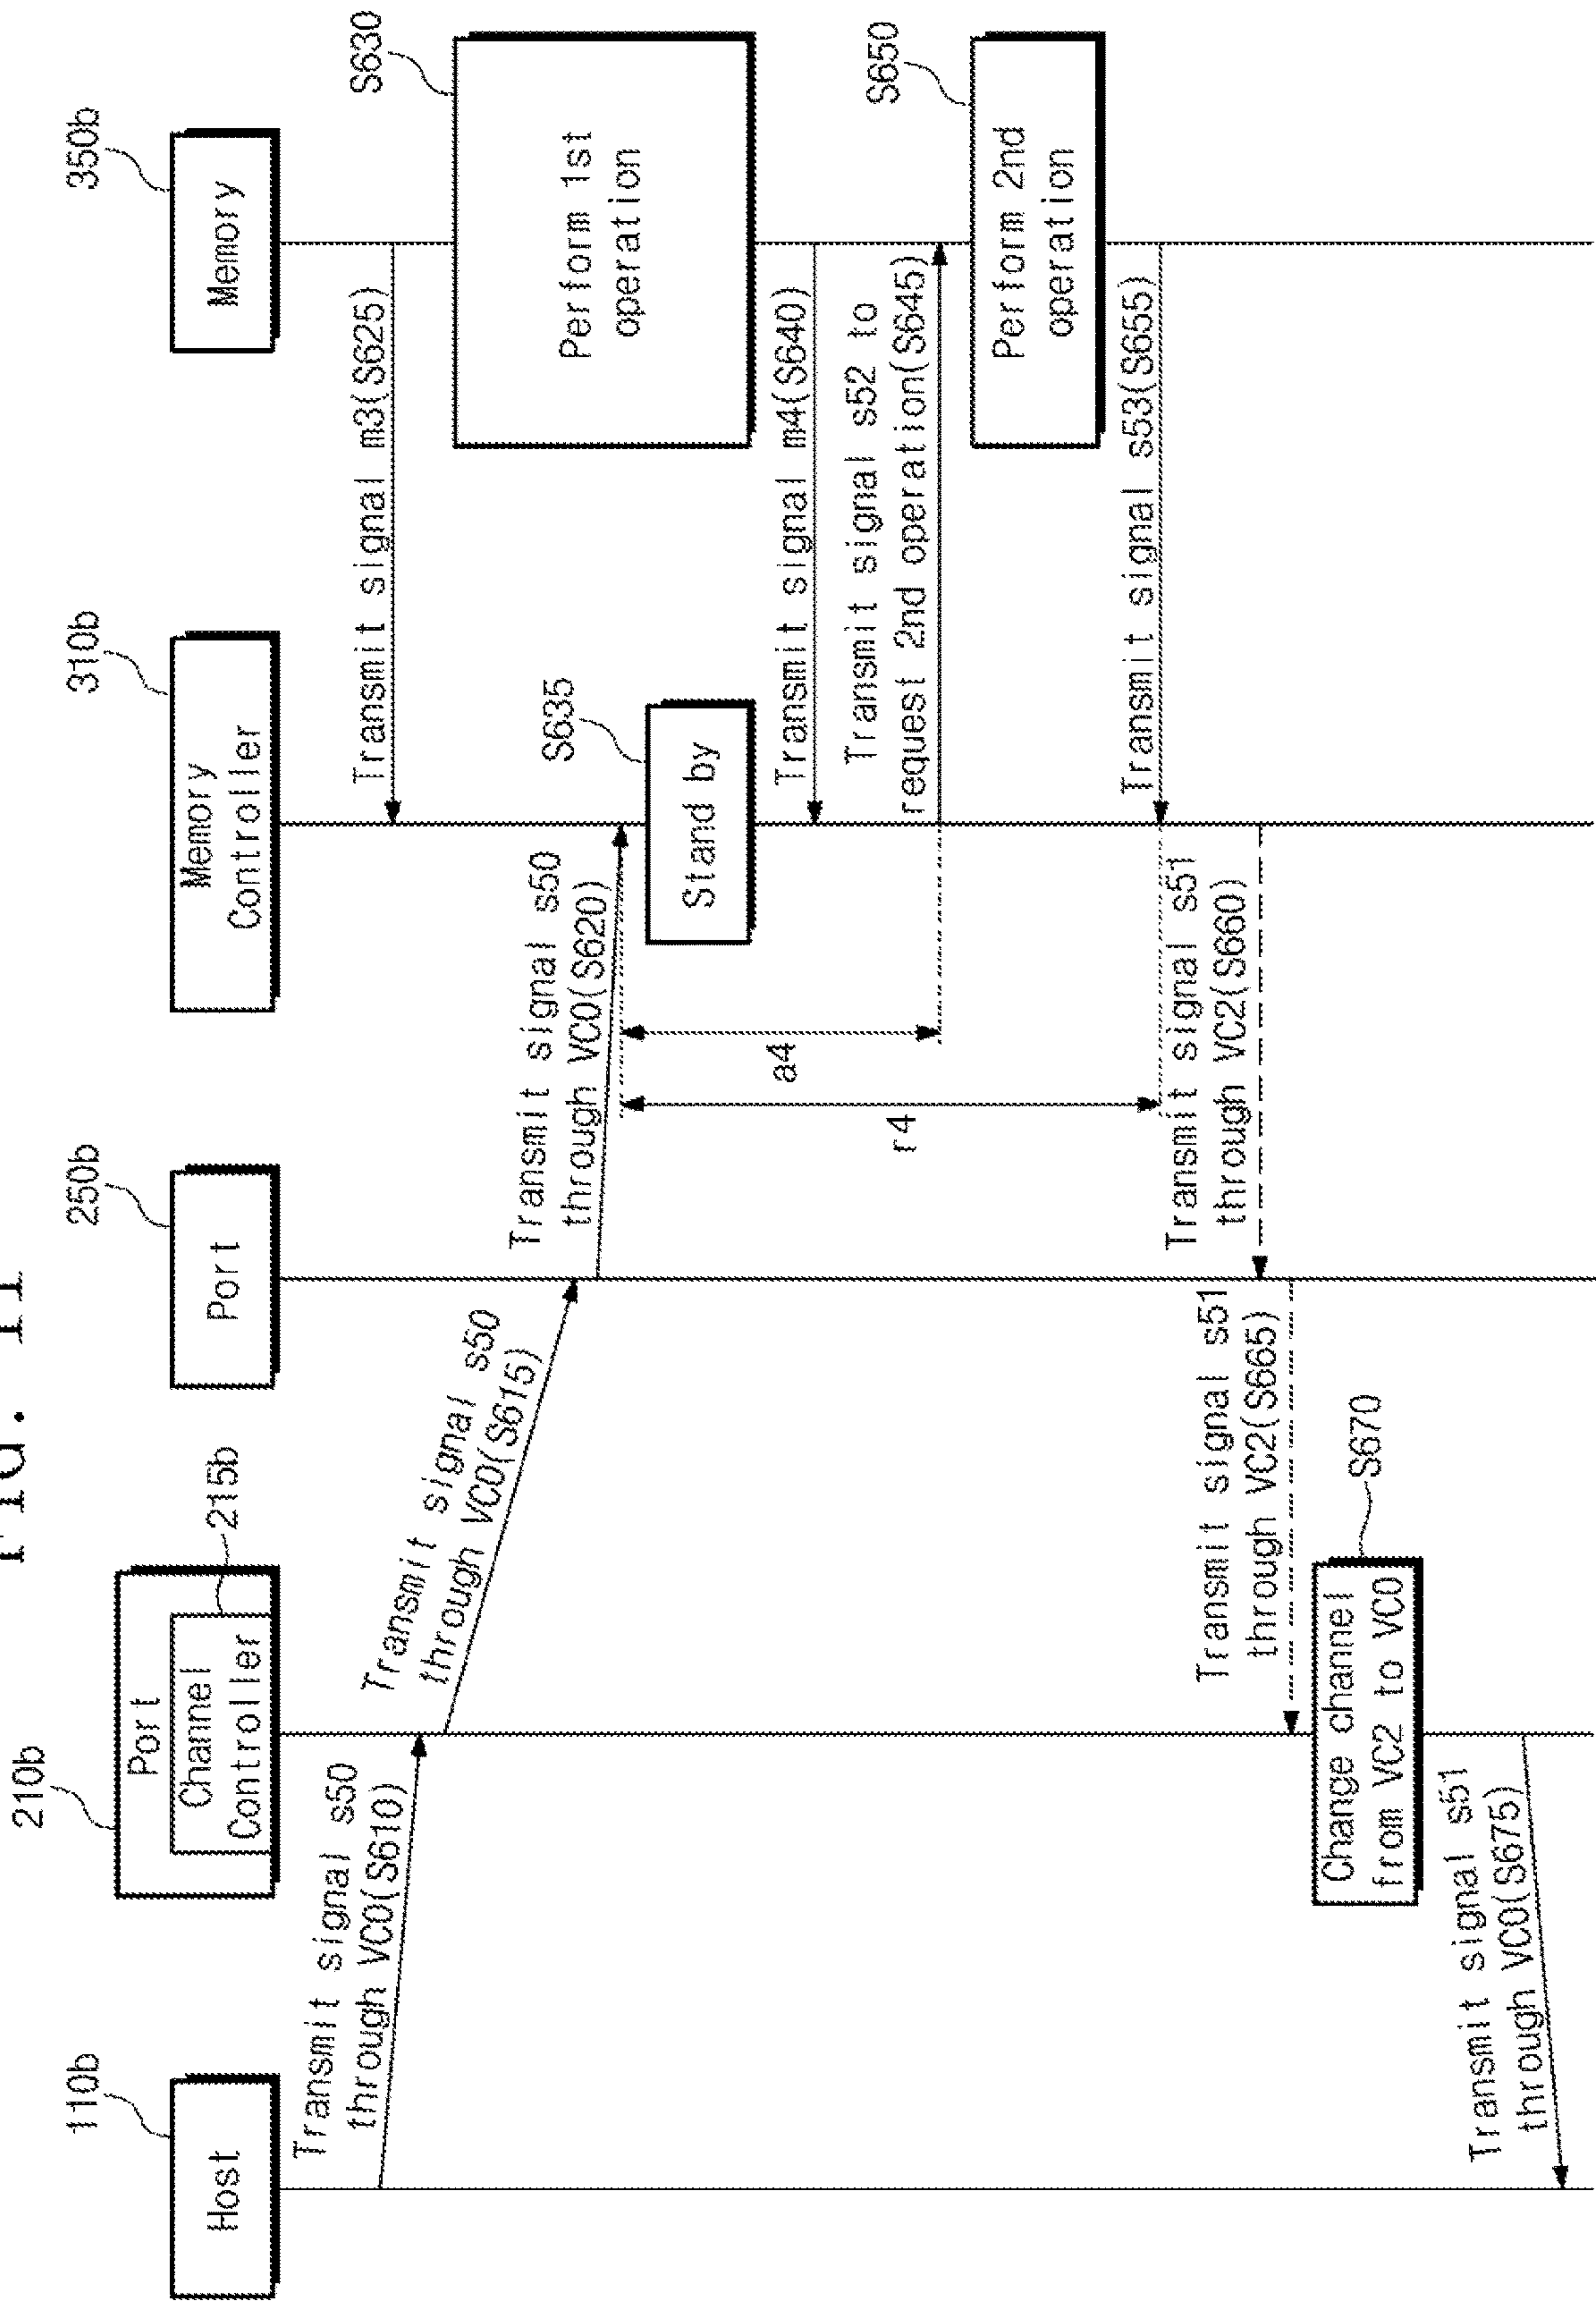 FIG. 11
110b
Host
210b
Port
Channel
Controller
215b
250b
Port
310b
Memory
Controller
350b
Memory
Transmit signal s50
through VC0(S610)
Transmit signal s50
through VC0(S615)
Transmit signal s50
through VC0(S620)
Transmit signal m3(S625)
S630
Perform 1st
operation
S635
Stand by
Transmit signal m4(S640)
Transmit signal s52 to
request 2nd operation(S645)
a4
r4
S650
Perform 2nd
operation
Transmit signal s53(S655)
Transmit signal s51
through VC2(S660)
Transmit signal s51
through VC2(S665)
S670
Change channel
from VC2 to VC0
Transmit signal s51
through VC0(S675)